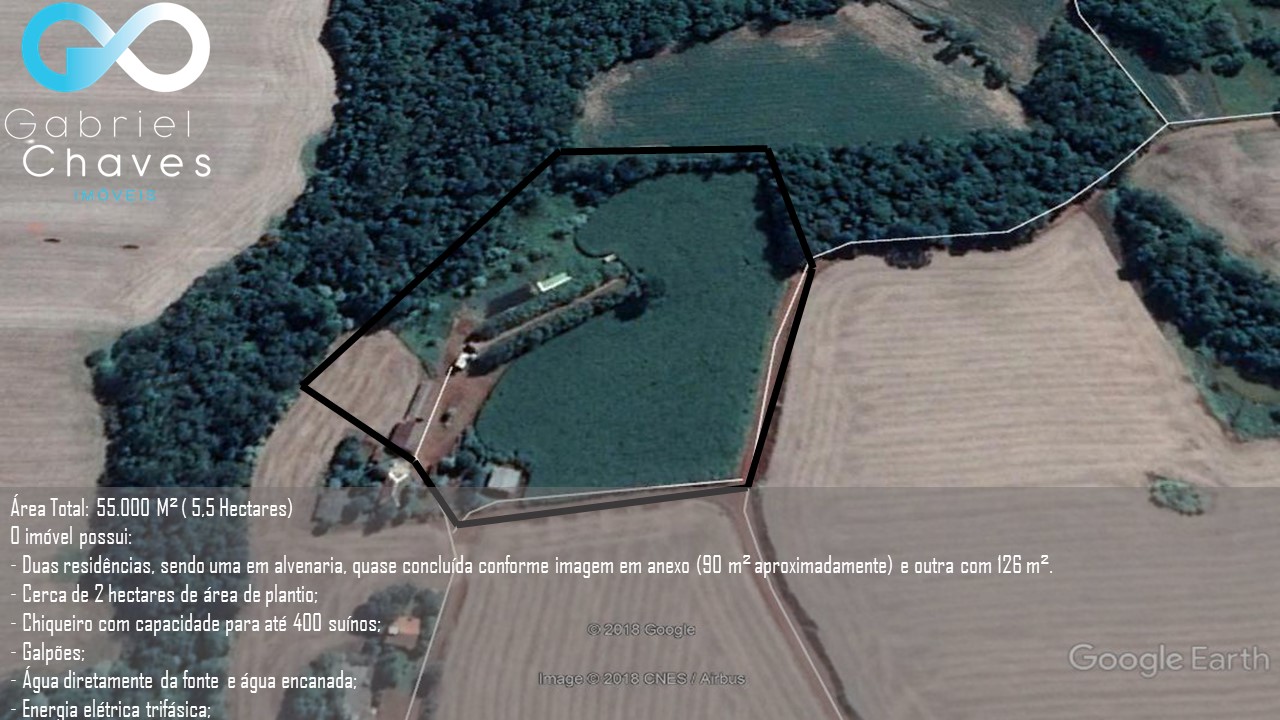 Gabriel
Chaves
IMÓVEIS
Área Total: 55.000 M² ( 5,5 Hectares)
O imóvel possui:
- Duas residências, sendo uma em alvenaria, quase concluída conforme imagem em anexo (90 m² aproximadamente) e outra com 126 m².
- Cerca de 2 hectares de área de plantio;
- Chiqueiro com capacidade para até 400 suínos;
- Galpões;
- Água diretamente da fonte e água encanada;
- Energia elétrica trifásica;
© 2018 Google
Image © 2018 CNES / Airbus
Google Earth